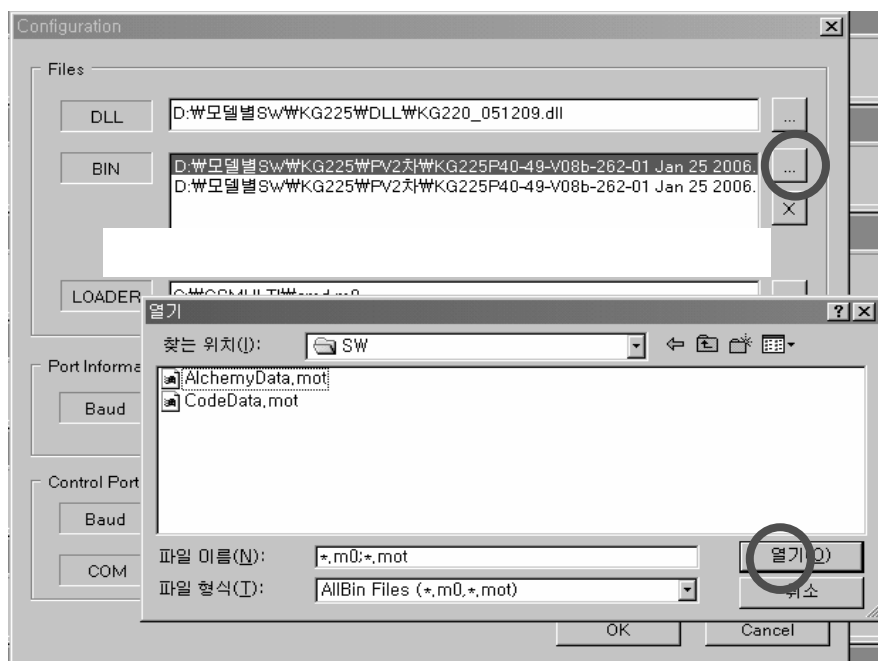 Configuration
Files
DLL
D:₩모델별SW₩KG225₩DLL₩KG220_051209.dll
...
BIN
D:₩모델별SW₩KG225₩PV2차₩KG225P40-49-V08b-262-01 Jan 25 2006.
...
D:₩모델별SW₩KG225₩PV2차₩KG225P40-49-V08b-262-01 Jan 25 2006.
LOADER
열기
찾는 위치(I):
SW
Port Informa
AlchemyData.mot
CodeData.mot
Baud
Control Port
Baud
파일 이름(N):
*.m0;*.mot
열기(O)
COM
파일 형식(T):
AllBin Files (*.m0,*.mot)
취소
OK
Cancel